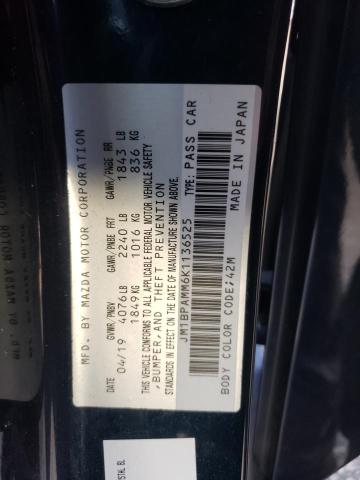 MFD. BY MAZDA MOTOR CORPORATION
DATE GVWR/PNBV GAWR/PNBE FRT GAWR/PNBE RR
04/19 4076LB 2240 LB 1843 LB
1849KG 1016 KG 836 KG
THIS VEHICLE CONFORMS TO ALL APPLICABLE FEDERAL MOTOR VEHICLE SAFETY
,BUMPER,AND THEFT PREVENTION
STANDARDS IN EFFECT ON THE DATE OF MANUFACTURE SHOWN ABOVE.
JM1BPAMM6K1136525 TYPE: PASS CAR
MADE IN JAPAN
BODY COLOR CODE;42M